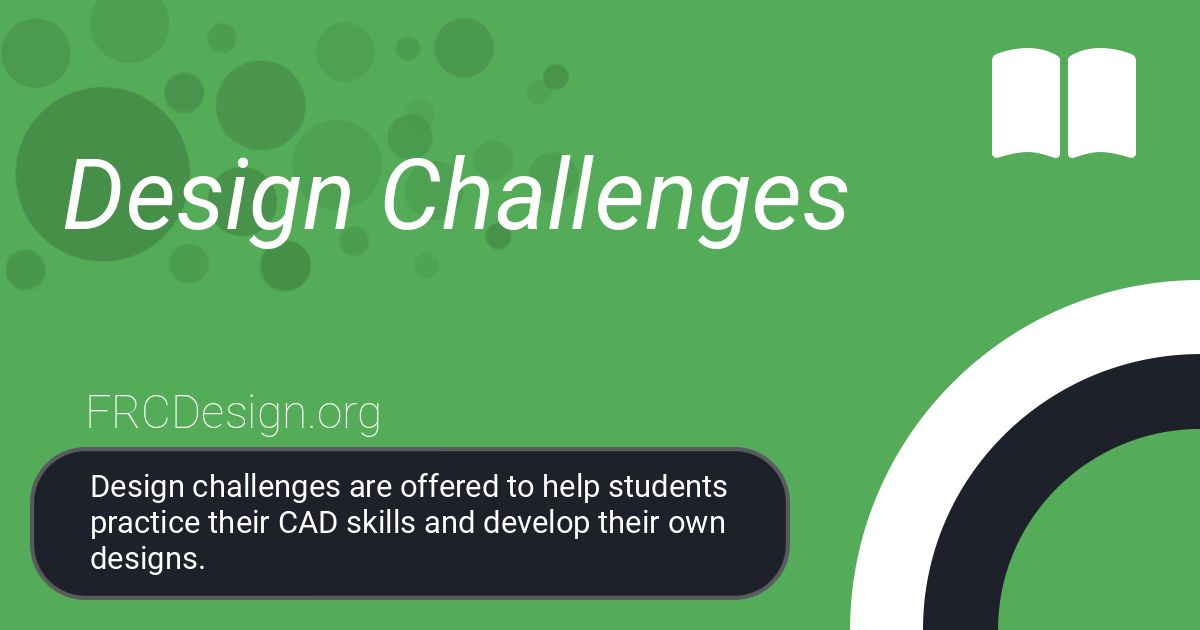 Design Challenges
FRCDesign.org
Design challenges are offered to help students
practice their CAD skills and develop their own
designs.